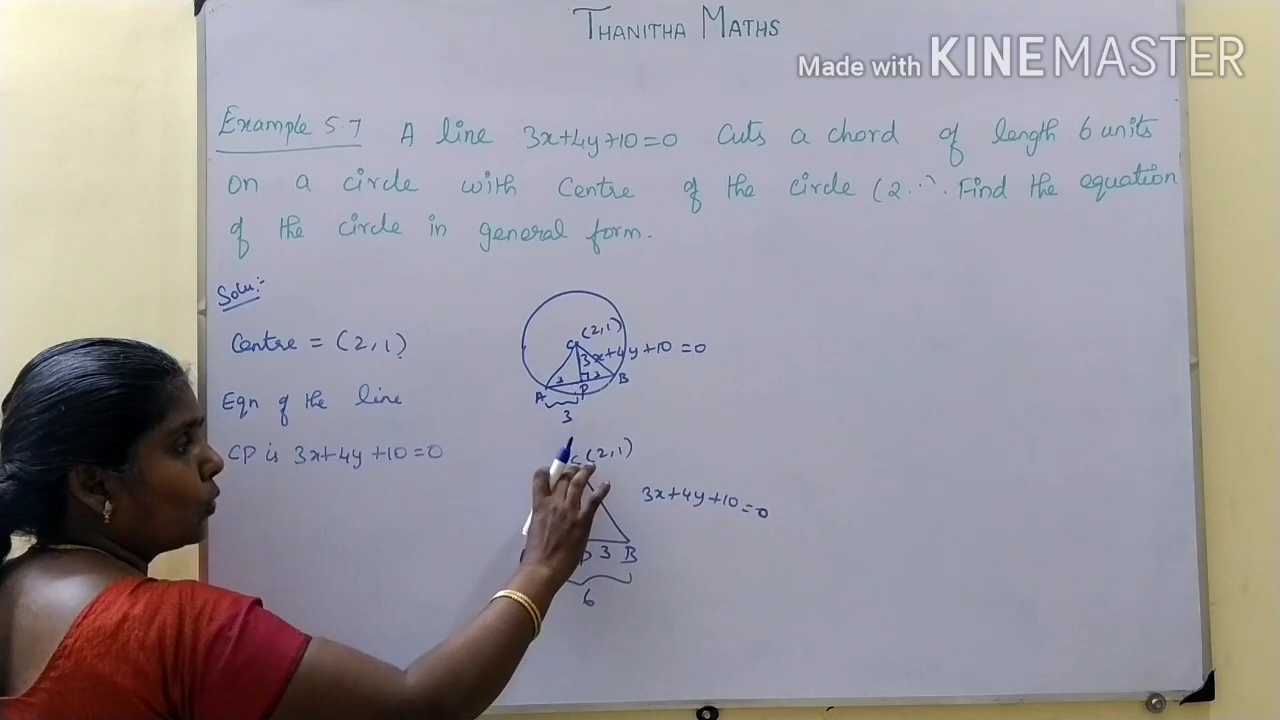 THANITHA MATHS
Made with KINEMASTER
Example 5.7 A line 3x+4y+10=0 Cuts a chord of length 6 units
on a circle with Centre of the circle (2 . Find the equation
of the circle in general form.
Solu:-
Centre = (2,1)
Eqn of the line
CP is 3x+4y+10=0
(2,1)
C
3x+4y+10=0
A P B
3
C (2,1)
3x+4y+10=0
3 B
6